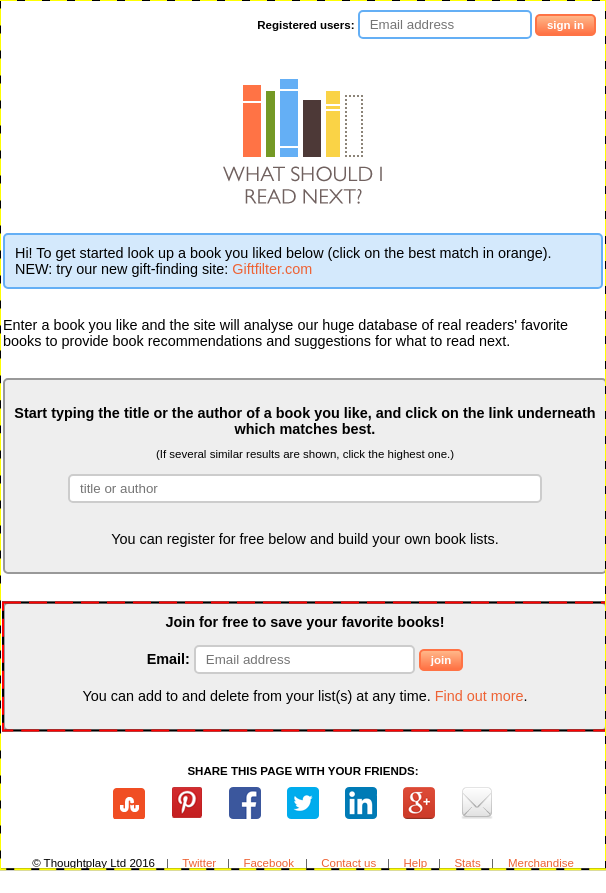 Registered users: Email address sign in
WHAT SHOULD I
READ NEXT?
Hi! To get started look up a book you liked below (click on the best match in orange).
NEW: try our new gift-finding site: Giftfilter.com
Enter a book you like and the site will analyse our huge database of real readers' favorite
books to provide book recommendations and suggestions for what to read next.
Start typing the title or the author of a book you like, and click on the link underneath
which matches best.
(If several similar results are shown, click the highest one.)
title or author
You can register for free below and build your own book lists.
Join for free to save your favorite books!
Email: Email address join
You can add to and delete from your list(s) at any time. Find out more.
SHARE THIS PAGE WITH YOUR FRIENDS:
© Thoughtplay Ltd 2016 | Twitter | Facebook | Contact us | Help | Stats | Merchandise